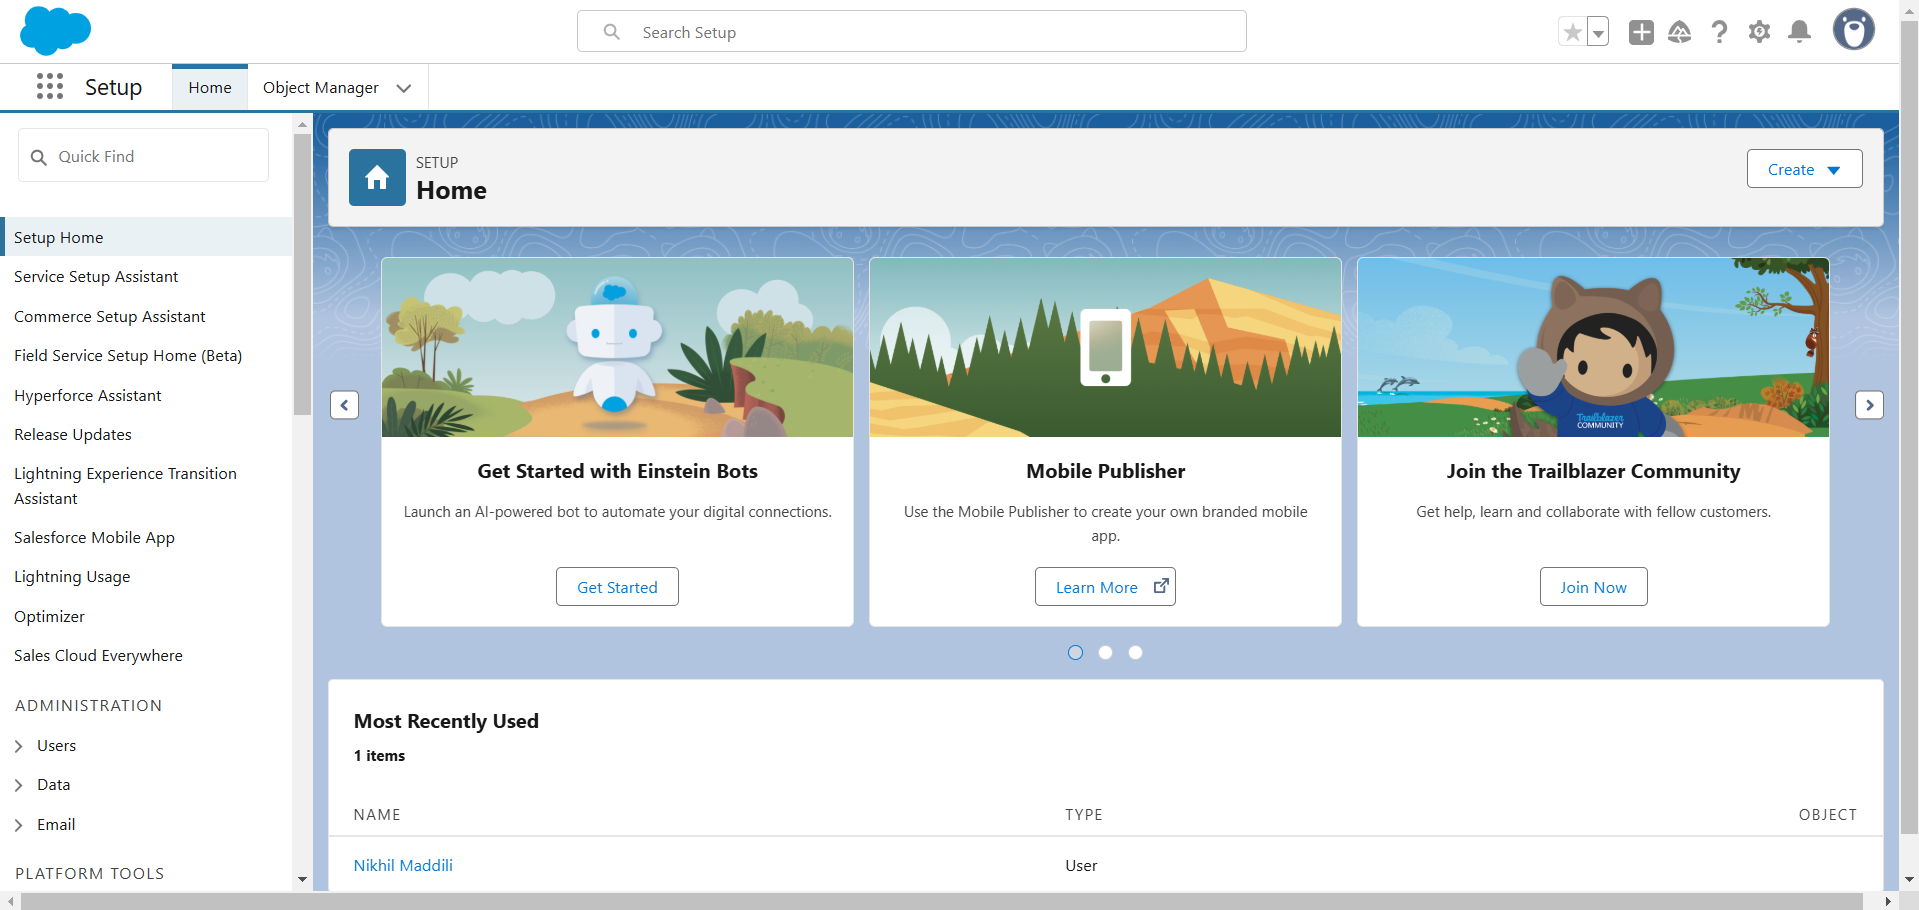 Search Setup
Setup
Home
Object Manager
Quick Find
Setup Home
Service Setup Assistant
Commerce Setup Assistant
Field Service Setup Home (Beta)
Hyperforce Assistant
Release Updates
Lightning Experience Transition
Assistant
Salesforce Mobile App
Lightning Usage
Optimizer
Sales Cloud Everywhere
ADMINISTRATION
Users
Data
Email
PLATFORM TOOLS
SETUP
Home
Create
Get Started with Einstein Bots
Launch an AI-powered bot to automate your digital connections.
Get Started
Mobile Publisher
Use the Mobile Publisher to create your own branded mobile
app.
Learn More
Trailblazer
COMMUNITY
Join the Trailblazer Community
Get help, learn and collaborate with fellow customers.
Join Now
Most Recently Used
1 items
NAME TYPE OBJECT
Nikhil Maddili User